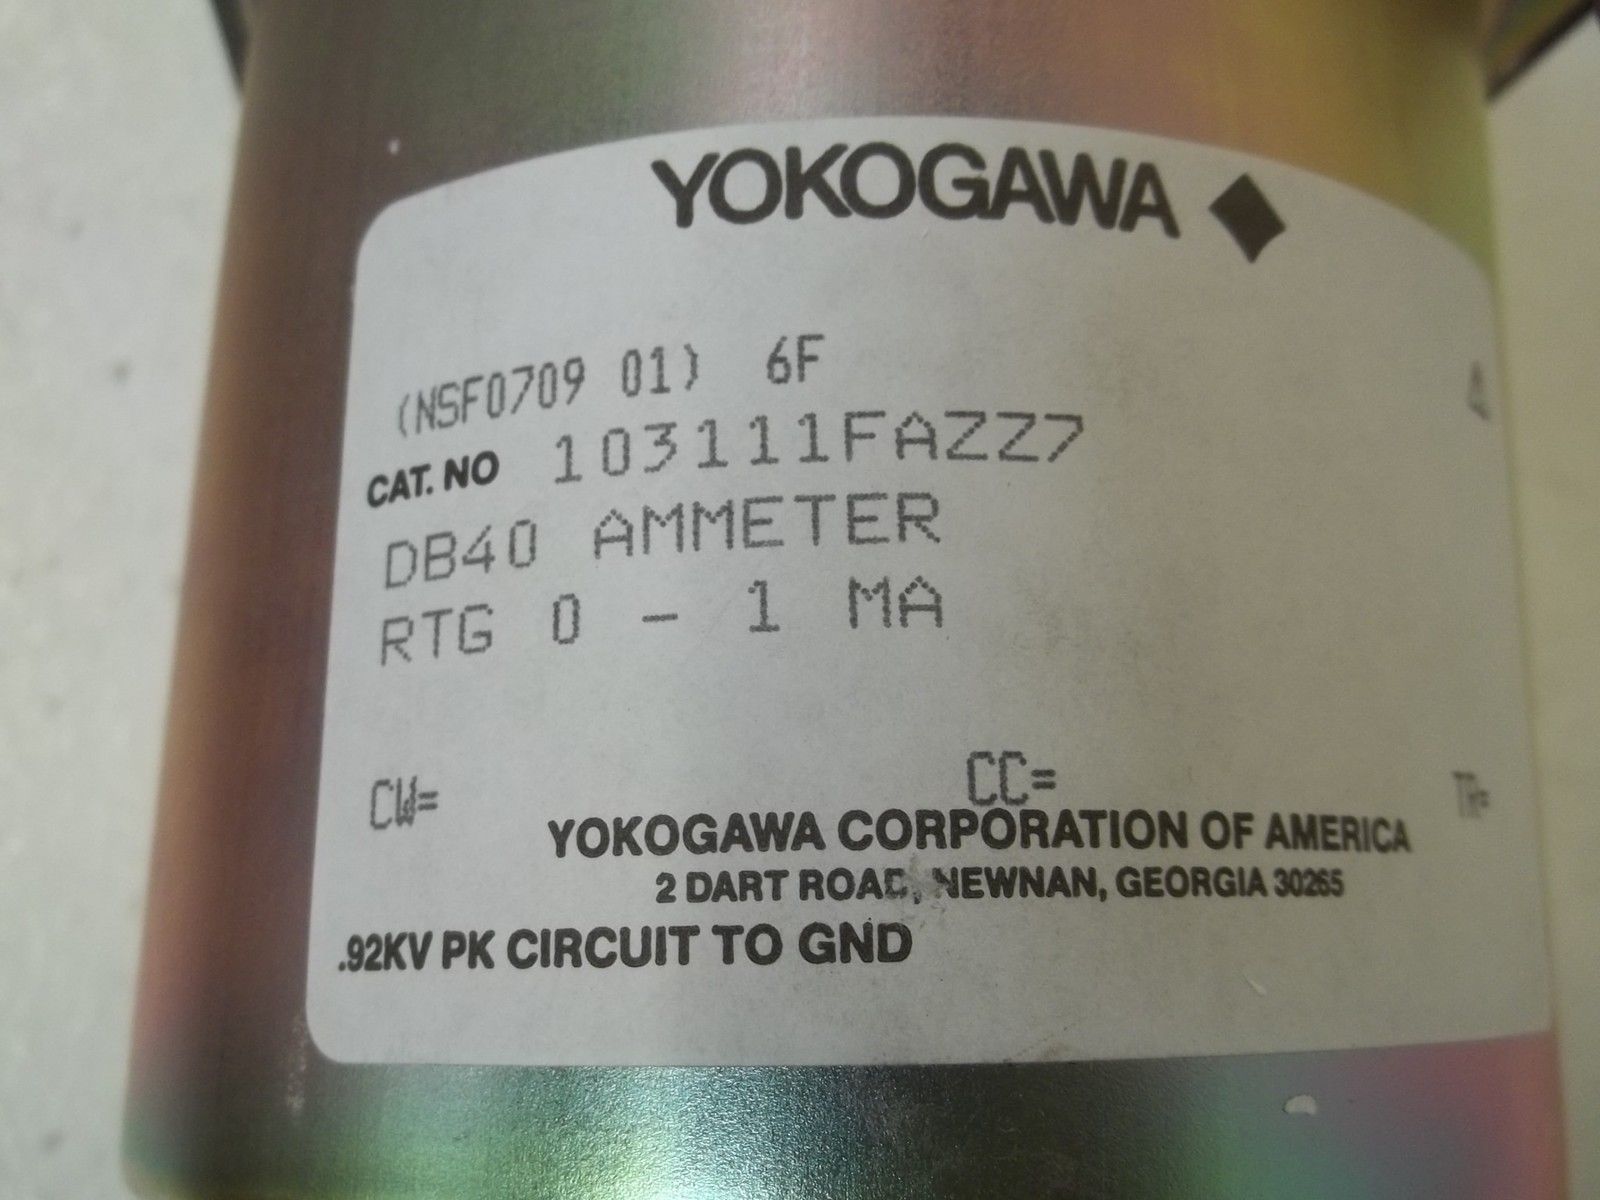 YOKOGAWA
(NSF0709 01) 6F
CAT. NO 103111FAZZ7
DB40 AMMETER
RTG 0 - 1 MA
CW= CC=
YOKOGAWA CORPORATION OF AMERICA
2 DART ROAD, NEWNAN, GEORGIA 30265
.92KV PK CIRCUIT TO GND